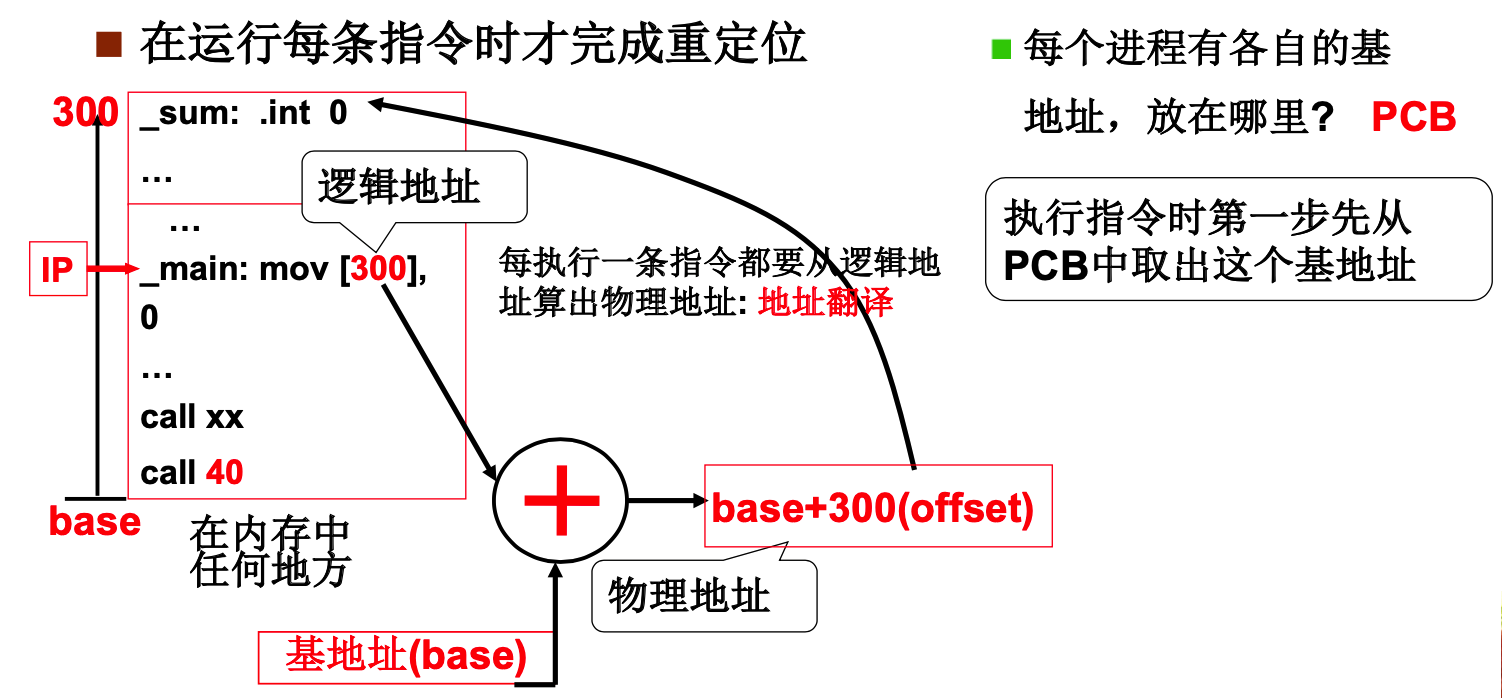 在运行每条指令时才完成重定位
300
_sum: .int 0
...
逻辑地址
...
IP
_main: mov [300],
0
...
call xx
call 40
base
在内存中
任何地方
每执行一条指令都要从逻辑地
址算出物理地址: 地址翻译
+
base+300(offset)
物理地址
基地址(base)
每个进程有各自的基
地址，放在哪里? PCB
执行指令时第一步先从
PCB中取出这个基地址